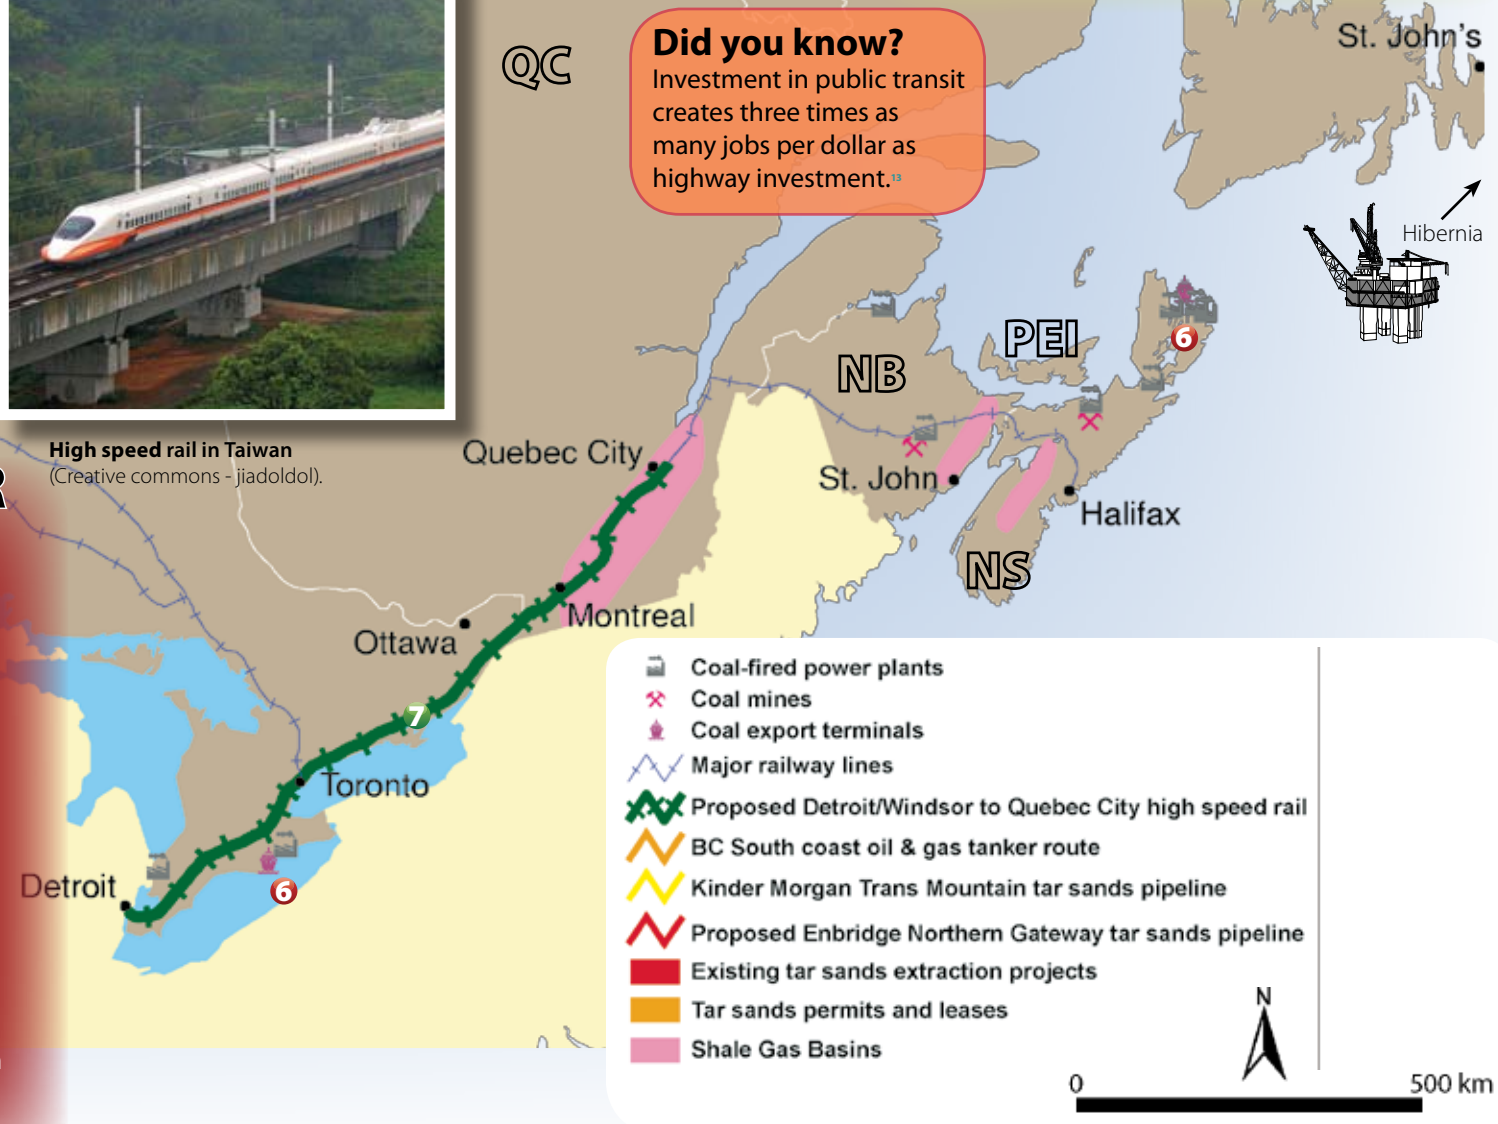 QC
Did you know?
Investment in public transit
creates three times as
many jobs per dollar as
highway investment.13
St. John's
Hibernia
PEI
6
NB
High speed rail in Taiwan
(Creative commons - jiadoldol).
R
Quebec City
St. John
Halifax
NS
Montreal
Ottawa
7
Toronto
Detroit
6
Coal-fired power plants
Coal mines
Coal export terminals
Major railway lines
Proposed Detroit/Windsor to Quebec City high speed rail
BC South coast oil & gas tanker route
Kinder Morgan Trans Mountain tar sands pipeline
Proposed Enbridge Northern Gateway tar sands pipeline
Existing tar sands extraction projects
Tar sands permits and leases
Shale Gas Basins
N
0 500 km